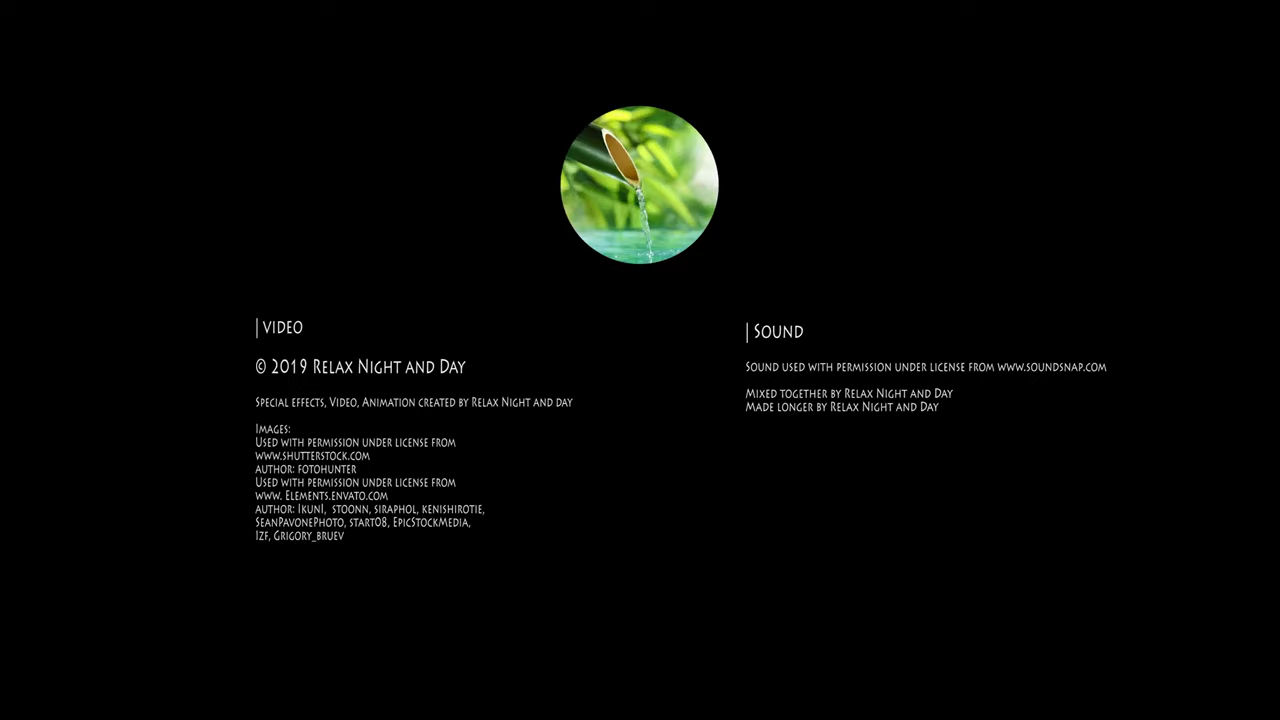 | VIDEO
© 2019 Relax Night and Day
Special effects, Video, Animation created by Relax Night and day
Images:
Used with permission under license from
www.shutterstock.com
author: fotohunter
Used with permission under license from
www. Elements.envato.com
author: IkunI, stoonn, siraphol, kenishirotie,
SeanPavonePhoto, start08, EpicStockMedia,
Izf, Grigory_bruev
| Sound
Sound used with permission under license from www.soundsnap.com
Mixed together by Relax Night and Day
Made longer by Relax Night and Day